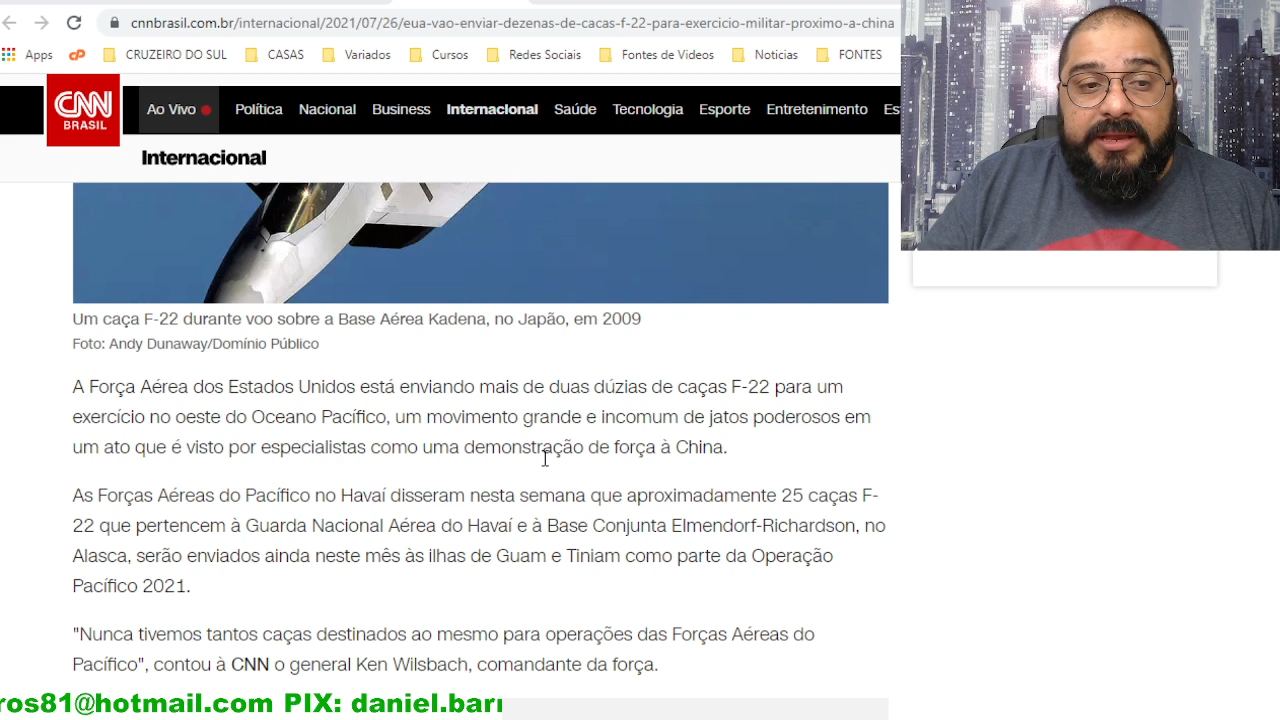 cnnbrasil.com.br/internacional/2021/07/26/eua-vao-enviar-dezenas-de-cacas-f-22-para-exercicio-militar-proximo-a-china
Apps CRUZEIRO DO SUL CASAS Variados Cursos Redes Sociais Fontes de Videos Noticias FONTES
CNN BRASIL
Ao Vivo Política Nacional Business Internacional Saúde Tecnologia Esporte Entretenimento
Internacional
Um caça F-22 durante voo sobre a Base Aérea Kadena, no Japão, em 2009
Foto: Andy Dunaway/Domínio Público
A Força Aérea dos Estados Unidos está enviando mais de duas dúzias de caças F-22 para um
exercício no oeste do Oceano Pacífico, um movimento grande e incomum de jatos poderosos em
um ato que é visto por especialistas como uma demonstração de força à China.
As Forças Aéreas do Pacífico no Havaí disseram nesta semana que aproximadamente 25 caças F-
22 que pertencem à Guarda Nacional Aérea do Havaí e à Base Conjunta Elmendorf-Richardson, no
Alasca, serão enviados ainda neste mês às ilhas de Guam e Tiniam como parte da Operação
Pacífico 2021.
"Nunca tivemos tantos caças destinados ao mesmo para operações das Forças Aéreas do
Pacífico", contou à CNN o general Ken Wilsbach, comandante da força.
ros81@hotmail.com PIX: daniel.barr